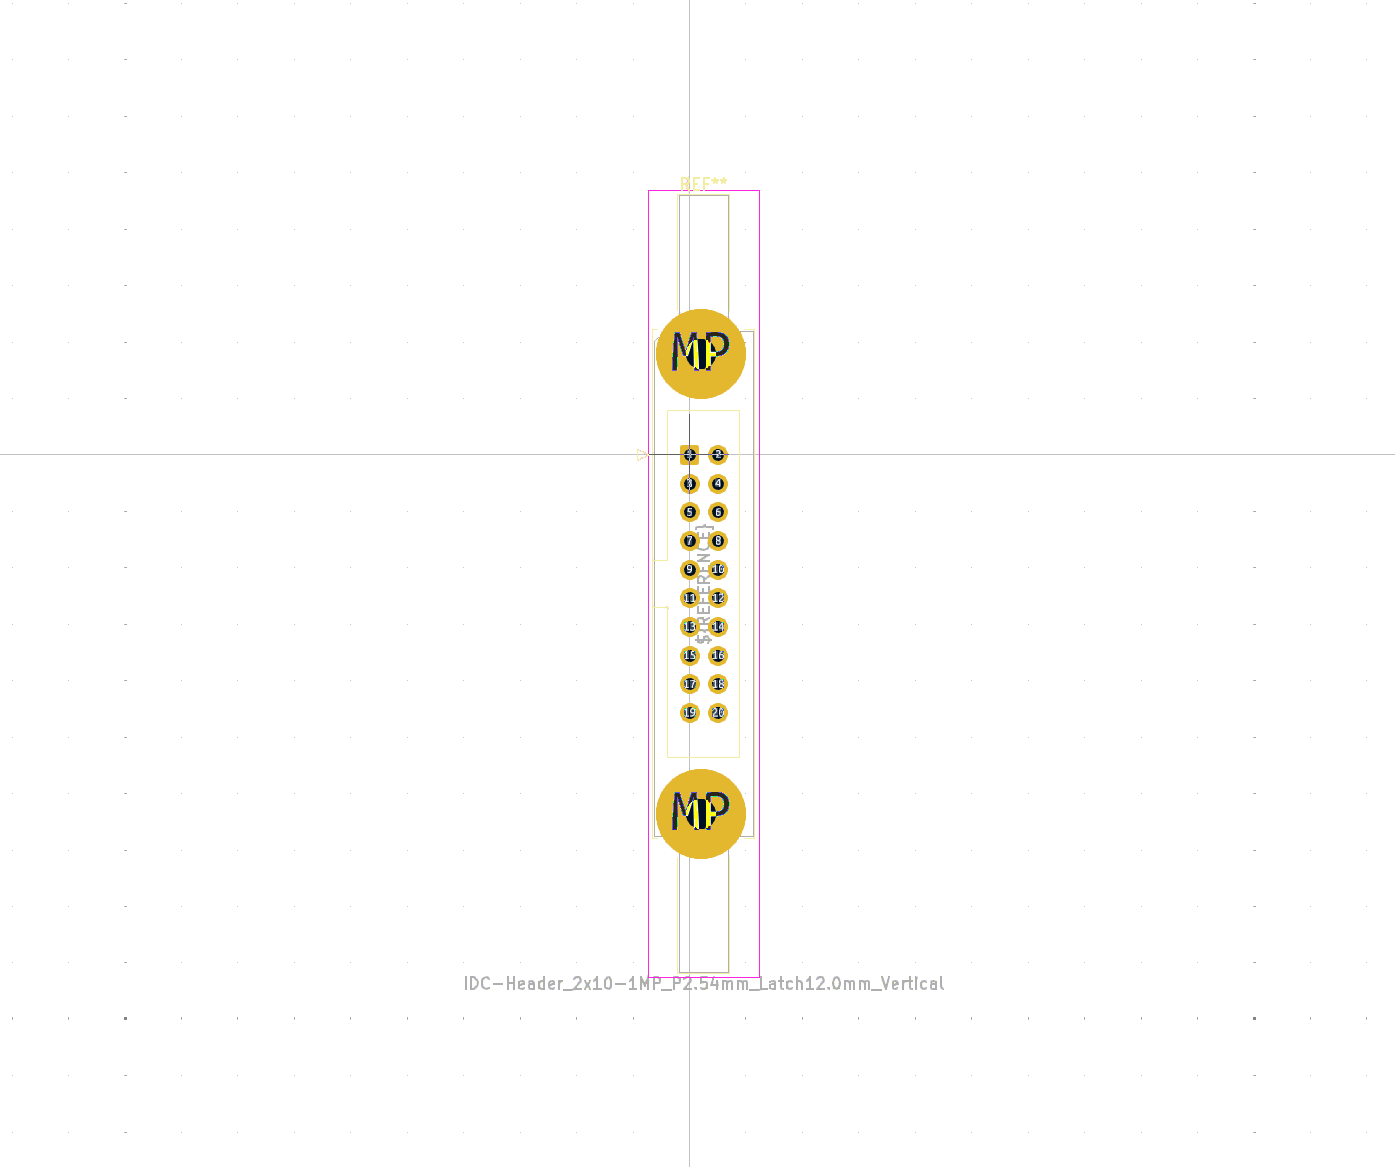 REF**
MP
1 2
3 4
5 6
7 8
9 10
11 12
13 14
15 16
17 18
19 20
${REFERENCE}
MP
IDC-Header_2x10-1MP_P2.54mm_Latch12.0mm_Vertical